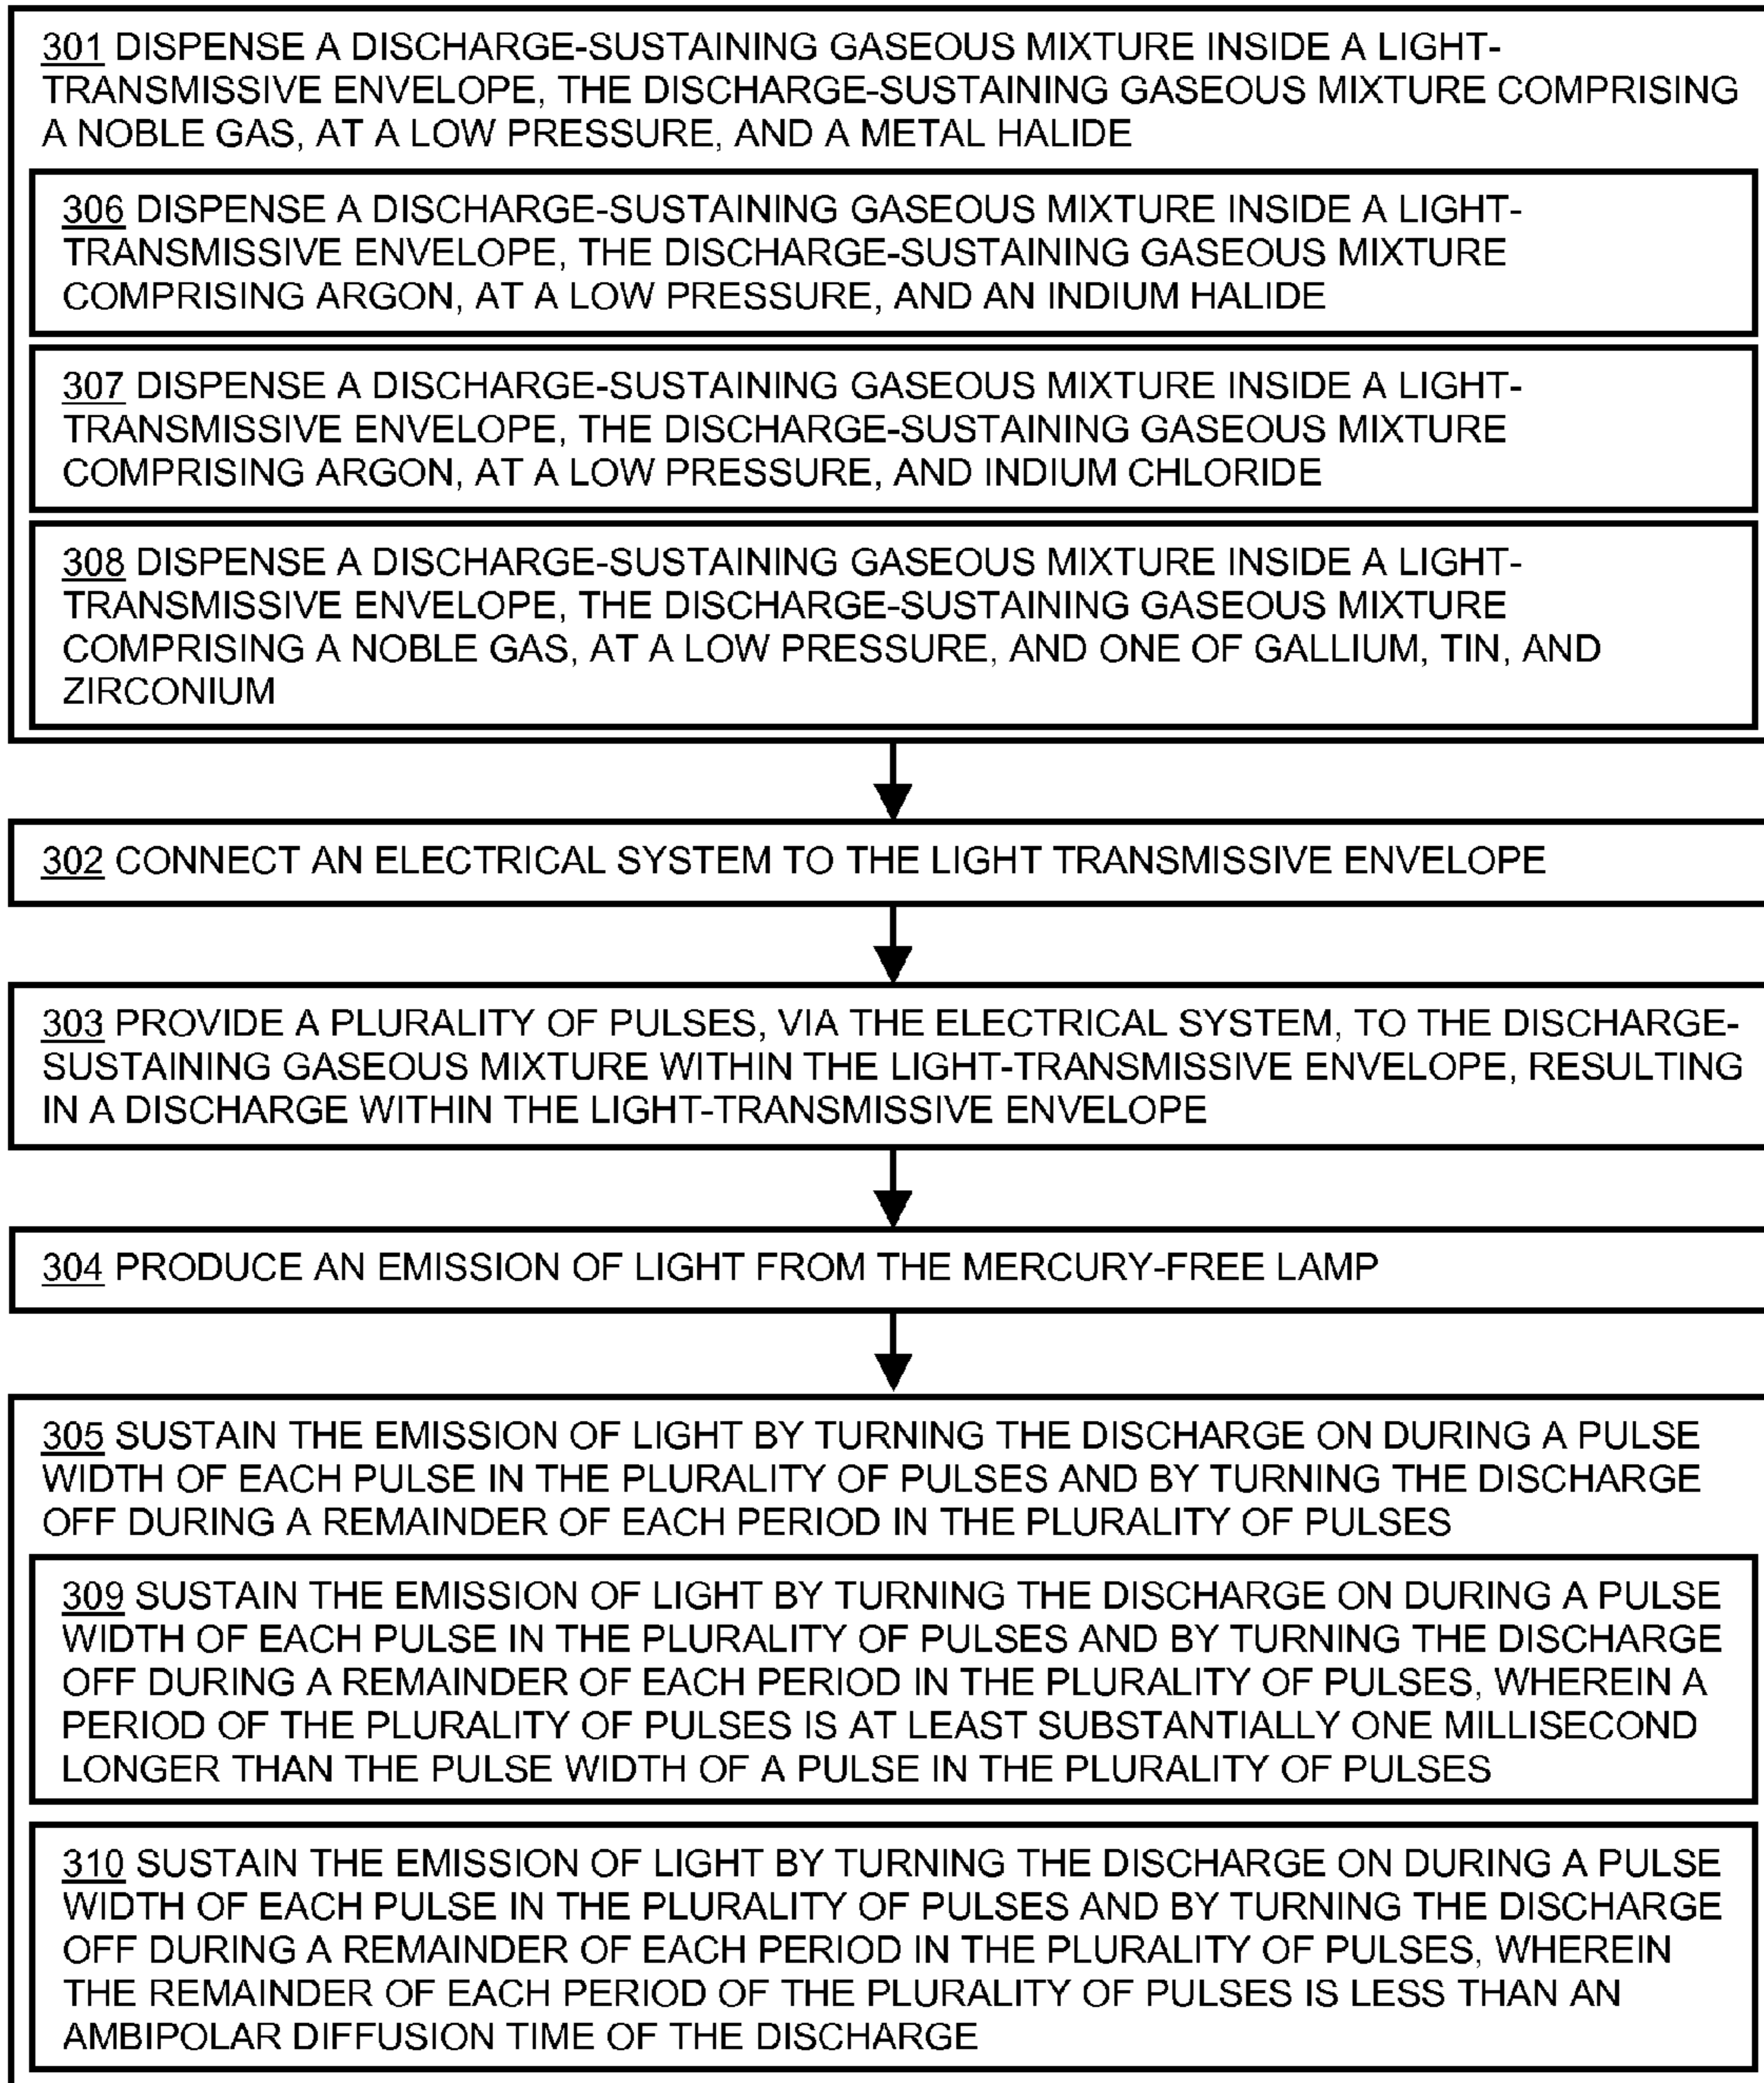 301 DISPENSE A DISCHARGE-SUSTAINING GASEOUS MIXTURE INSIDE A LIGHT-
TRANSMISSIVE ENVELOPE, THE DISCHARGE-SUSTAINING GASEOUS MIXTURE COMPRISING
A NOBLE GAS, AT A LOW PRESSURE, AND A METAL HALIDE
306 DISPENSE A DISCHARGE-SUSTAINING GASEOUS MIXTURE INSIDE A LIGHT-
TRANSMISSIVE ENVELOPE, THE DISCHARGE-SUSTAINING GASEOUS MIXTURE
COMPRISING ARGON, AT A LOW PRESSURE, AND AN INDIUM HALIDE
307 DISPENSE A DISCHARGE-SUSTAINING GASEOUS MIXTURE INSIDE A LIGHT-
TRANSMISSIVE ENVELOPE, THE DISCHARGE-SUSTAINING GASEOUS MIXTURE
COMPRISING ARGON, AT A LOW PRESSURE, AND INDIUM CHLORIDE
308 DISPENSE A DISCHARGE-SUSTAINING GASEOUS MIXTURE INSIDE A LIGHT-
TRANSMISSIVE ENVELOPE, THE DISCHARGE-SUSTAINING GASEOUS MIXTURE
COMPRISING A NOBLE GAS, AT A LOW PRESSURE, AND ONE OF GALLIUM, TIN, AND
ZIRCONIUM
302 CONNECT AN ELECTRICAL SYSTEM TO THE LIGHT TRANSMISSIVE ENVELOPE
303 PROVIDE A PLURALITY OF PULSES, VIA THE ELECTRICAL SYSTEM, TO THE DISCHARGE-
SUSTAINING GASEOUS MIXTURE WITHIN THE LIGHT-TRANSMISSIVE ENVELOPE, RESULTING
IN A DISCHARGE WITHIN THE LIGHT-TRANSMISSIVE ENVELOPE
304 PRODUCE AN EMISSION OF LIGHT FROM THE MERCURY-FREE LAMP
305 SUSTAIN THE EMISSION OF LIGHT BY TURNING THE DISCHARGE ON DURING A PULSE
WIDTH OF EACH PULSE IN THE PLURALITY OF PULSES AND BY TURNING THE DISCHARGE
OFF DURING A REMAINDER OF EACH PERIOD IN THE PLURALITY OF PULSES
309 SUSTAIN THE EMISSION OF LIGHT BY TURNING THE DISCHARGE ON DURING A PULSE
WIDTH OF EACH PULSE IN THE PLURALITY OF PULSES AND BY TURNING THE DISCHARGE
OFF DURING A REMAINDER OF EACH PERIOD IN THE PLURALITY OF PULSES, WHEREIN A
PERIOD OF THE PLURALITY OF PULSES IS AT LEAST SUBSTANTIALLY ONE MILLISECOND
LONGER THAN THE PULSE WIDTH OF A PULSE IN THE PLURALITY OF PULSES
310 SUSTAIN THE EMISSION OF LIGHT BY TURNING THE DISCHARGE ON DURING A PULSE
WIDTH OF EACH PULSE IN THE PLURALITY OF PULSES AND BY TURNING THE DISCHARGE
OFF DURING A REMAINDER OF EACH PERIOD IN THE PLURALITY OF PULSES, WHEREIN
THE REMAINDER OF EACH PERIOD OF THE PLURALITY OF PULSES IS LESS THAN AN
AMBIPOLAR DIFFUSION TIME OF THE DISCHARGE